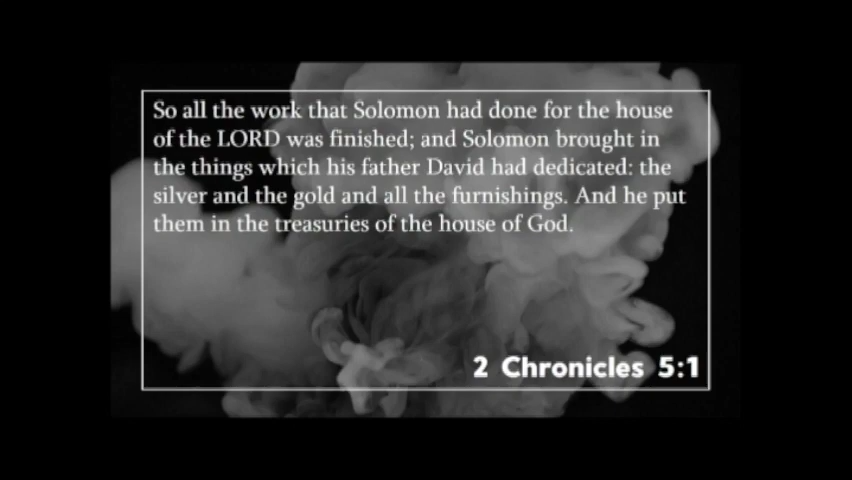 So all the work that Solomon had done for the house
of the LORD was finished; and Solomon brought in
the things which his father David had dedicated: the
silver and the gold and all the furnishings. And he put
them in the treasuries of the house of God.
2 Chronicles 5:1